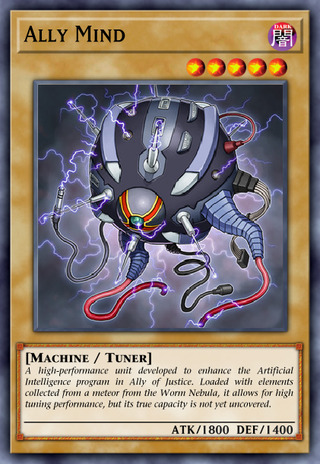 Ally Mind
DARK
闇
[Machine / Tuner]
A high-performance unit developed to enhance the Artificial
Intelligence program in Ally of Justice. Loaded with elements
collected from a meteor from the Worm Nebula, it allows for high
tuning performance, but its true capacity is not yet uncovered.
ATK/1800 DEF/1400